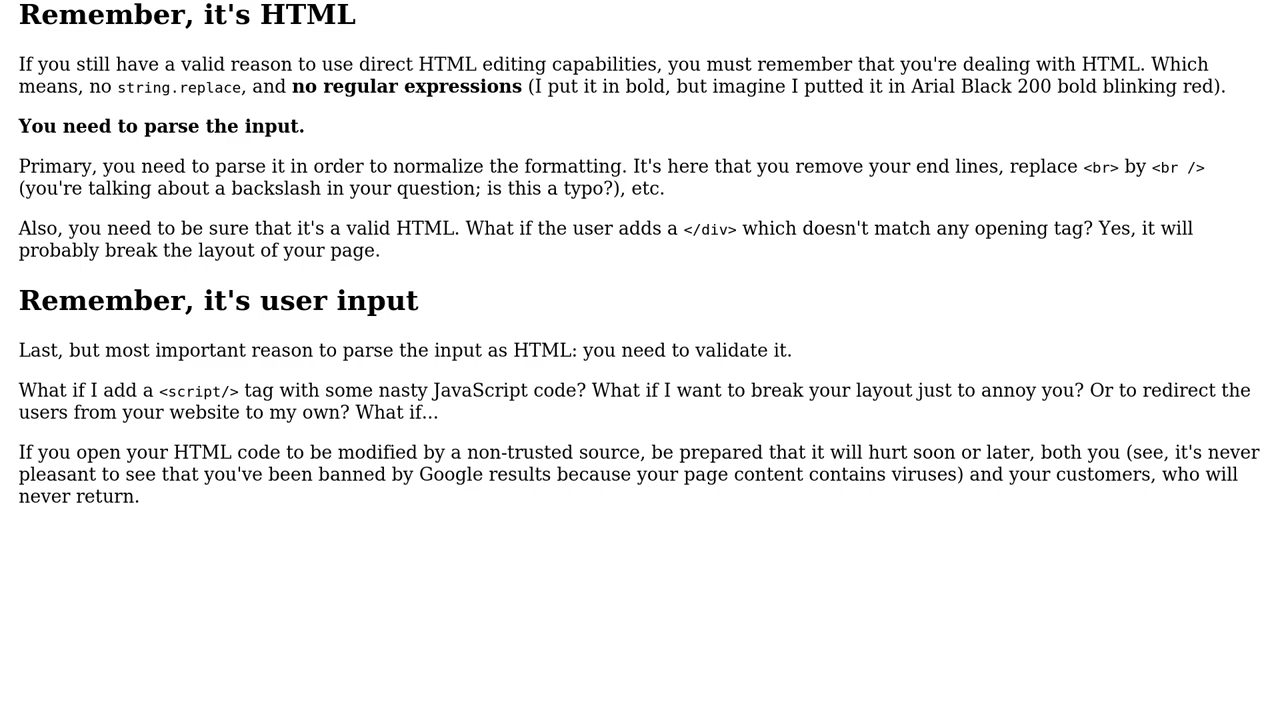 Remember, it's HTML
If you still have a valid reason to use direct HTML editing capabilities, you must remember that you're dealing with HTML. Which
means, no string.replace, and no regular expressions (I put it in bold, but imagine I putted it in Arial Black 200 bold blinking red).
You need to parse the input.
Primary, you need to parse it in order to normalize the formatting. It's here that you remove your end lines, replace <br> by <br />
(you're talking about a backslash in your question; is this a typo?), etc.
Also, you need to be sure that it's a valid HTML. What if the user adds a </div> which doesn't match any opening tag? Yes, it will
probably break the layout of your page.
Remember, it's user input
Last, but most important reason to parse the input as HTML: you need to validate it.
What if I add a <script/> tag with some nasty JavaScript code? What if I want to break your layout just to annoy you? Or to redirect the
users from your website to my own? What if...
If you open your HTML code to be modified by a non-trusted source, be prepared that it will hurt soon or later, both you (see, it's never
pleasant to see that you've been banned by Google results because your page content contains viruses) and your customers, who will
never return.